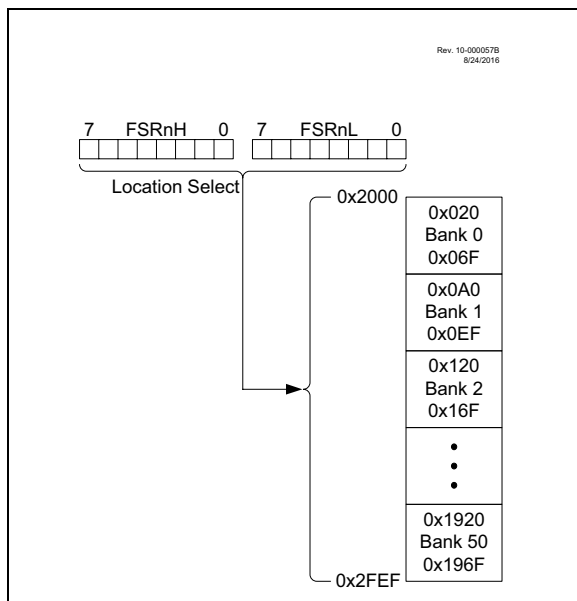 Rev. 10-000057B
8/24/2016
7 FSRnH 0 7 FSRnL 0
Location Select
0x2000
0x020
Bank 0
0x06F
0x0A0
Bank 1
0x0EF
0x120
Bank 2
0x16F
0x1920
Bank 50
0x196F
0x2FEF